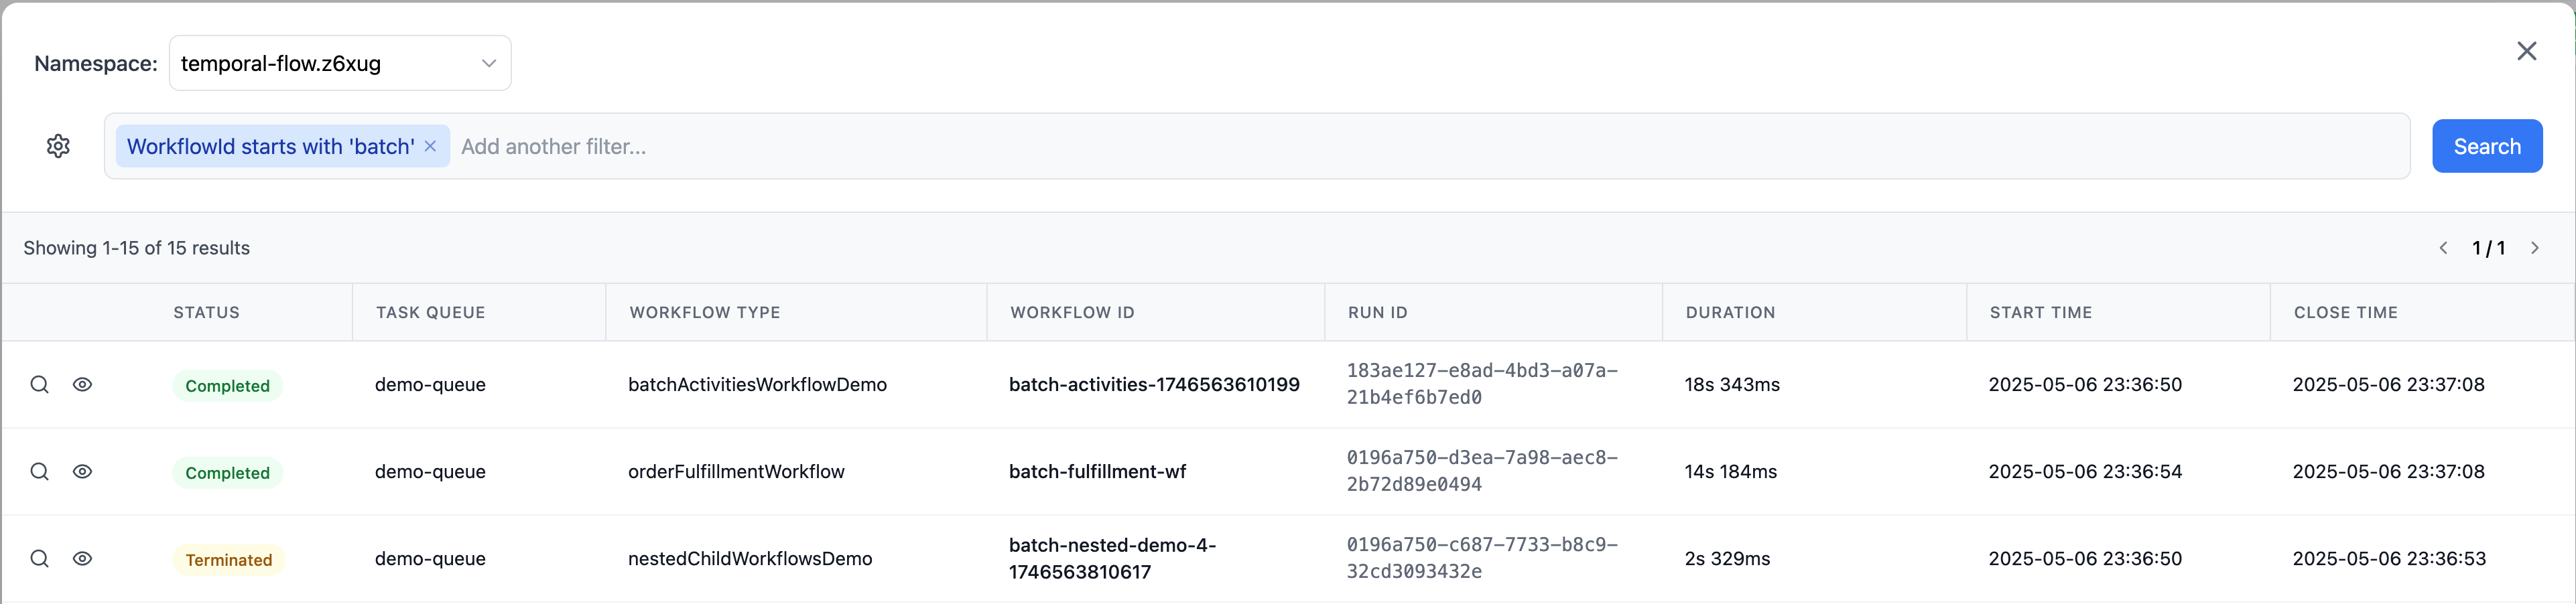 Namespace: temporal-flow.z6xug
WorkflowId starts with 'batch' × Add another filter...
Search
Showing 1-15 of 15 results
1 / 1
STATUS TASK QUEUE WORKFLOW TYPE WORKFLOW ID RUN ID DURATION START TIME CLOSE TIME
Completed demo-queue batchActivitiesWorkflowDemo batch-activities-1746563610199 183ae127-e8ad-4bd3-a07a-
21b4ef6b7ed0 18s 343ms 2025-05-06 23:36:50 2025-05-06 23:37:08
Completed demo-queue orderFulfillmentWorkflow batch-fulfillment-wf 0196a750-d3ea-7a98-aec8-
2b72d89e0494 14s 184ms 2025-05-06 23:36:54 2025-05-06 23:37:08
Terminated demo-queue nestedChildWorkflowsDemo batch-nested-demo-4-
1746563810617 0196a750-c687-7733-b8c9-
32cd3093432e 2s 329ms 2025-05-06 23:36:50 2025-05-06 23:36:53